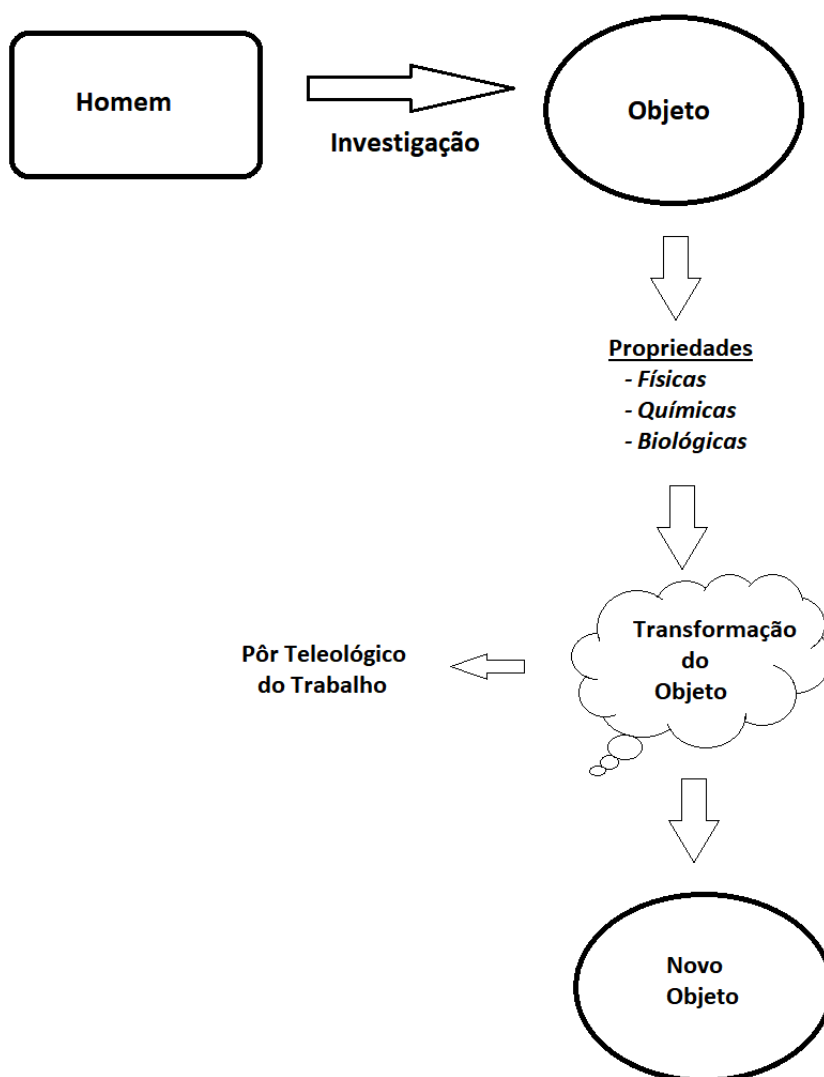 Homem
Investigação
Objeto
Propriedades
- Físicas
- Químicas
- Biológicas
Transformação
do
Objeto
Pôr Teleológico
do Trabalho
Novo
Objeto